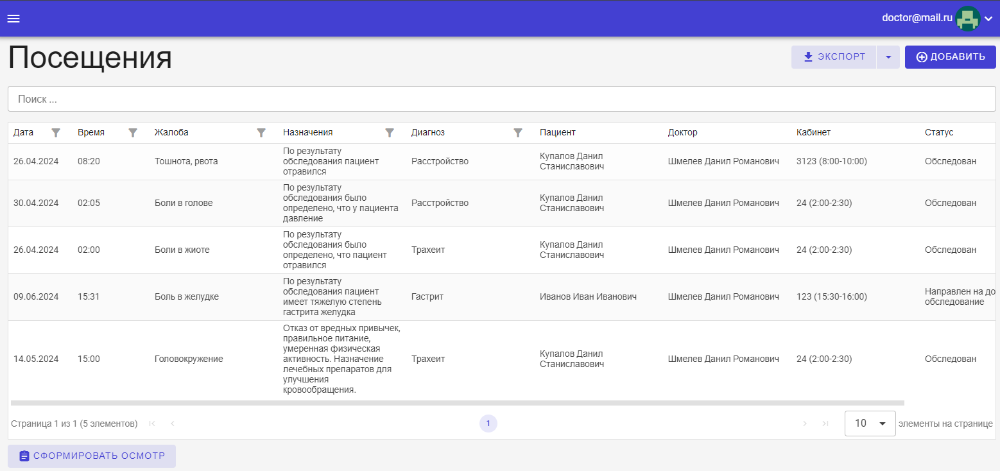 doctor@mail.ru
Посещения
ЭКСПОРТ
ДОБАВИТЬ
Поиск ...
Дата Время Жалоба Назначения Диагноз Пациент Доктор Кабинет Статус
26.04.2024 08:20 Тошнота, рвота
По результату
обследования пациент
отравился
Расстройство
Купалов Данил
Станиславович
Шмелев Данил Романович 3123 (8:00-10:00) Обследован
30.04.2024 02:05 Боли в голове
По результату
обследования было
определено, что у пациента
давление
Расстройство
Купалов Данил
Станиславович
Шмелев Данил Романович 24 (2:00-2:30) Обследован
26.04.2024 02:00 Боли в жиоте
По результату
обследования было
определено, что пациент
отравился
Трахеит
Купалов Данил
Станиславович
Шмелев Данил Романович 24 (2:00-2:30) Обследован
09.06.2024 15:31 Боль в желудке
По результату
обследования пациент
имеет тяжелую степень
гастрита желудка
Гастрит
Иванов Иван Иванович
Шмелев Данил Романович 123 (15:30-16:00)
Направлен на до
обследование
14.05.2024 15:00 Головокружение
Отказ от вредных привычек,
правильное питание,
умеренная физическая
активность. Назначение
лечебных препаратов для
улучшения
кровообращения.
Трахеит
Купалов Данил
Станиславович
Шмелев Данил Романович 24 (2:00-2:30) Обследован
Страница 1 из 1 (5 элементов) 1 10 элементы на странице
СФОРМИРОВАТЬ ОСМОТР